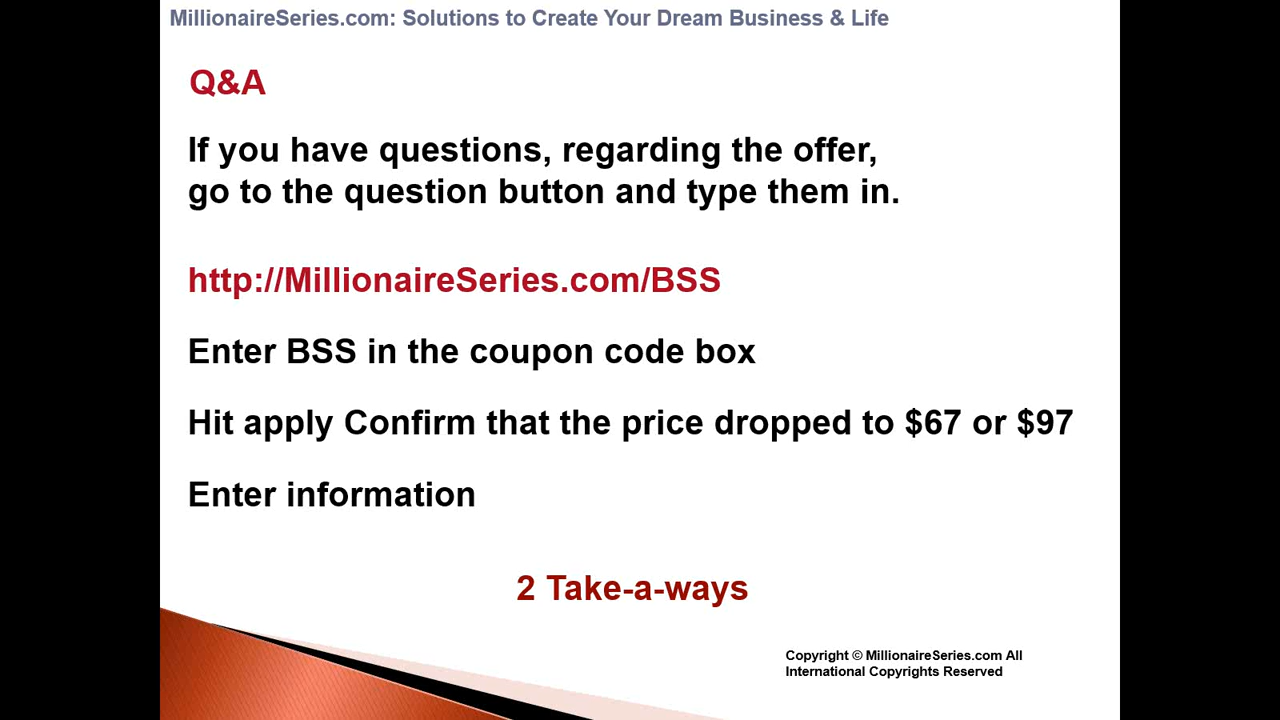 MillionaireSeries.com: Solutions to Create Your Dream Business & Life
Q&A
If you have questions, regarding the offer,
go to the question button and type them in.
http://MillionaireSeries.com/BSS
Enter BSS in the coupon code box
Hit apply Confirm that the price dropped to $67 or $97
Enter information
2 Take-a-ways
Copyright © MillionaireSeries.com All
International Copyrights Reserved